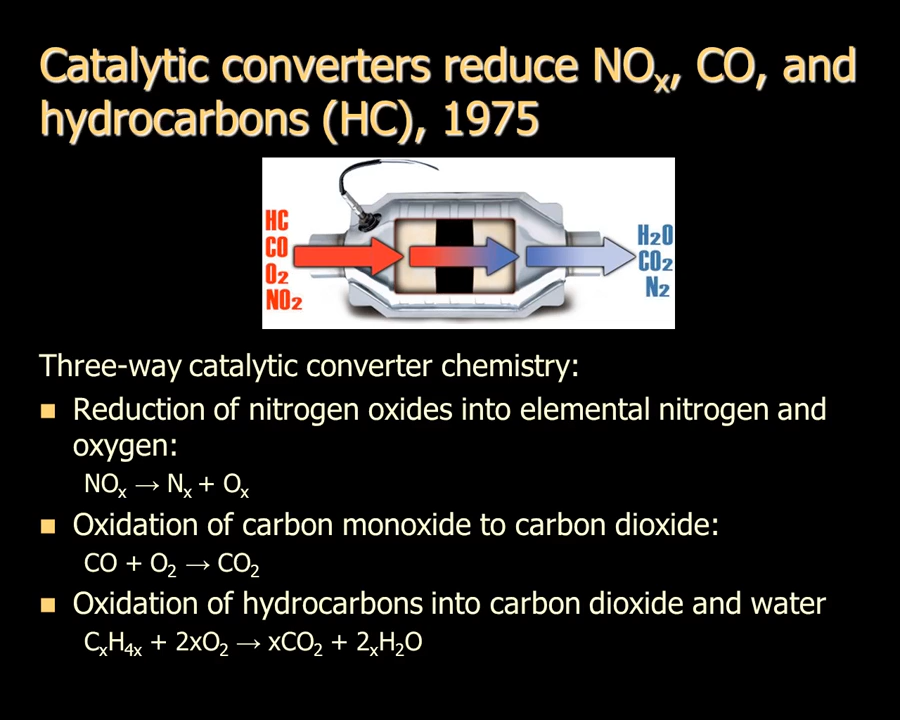 Catalytic converters reduce NOₓ, CO, and
hydrocarbons (HC), 1975
HC
CO
O₂
NO₂
H₂O
CO₂
N₂
Three-way catalytic converter chemistry:
Reduction of nitrogen oxides into elemental nitrogen and
oxygen:
NOₓ → Nₓ + Oₓ
Oxidation of carbon monoxide to carbon dioxide:
CO + O₂ → CO₂
Oxidation of hydrocarbons into carbon dioxide and water
CₓH₄ₓ + 2xO₂ → xCO₂ + 2ₓH₂O